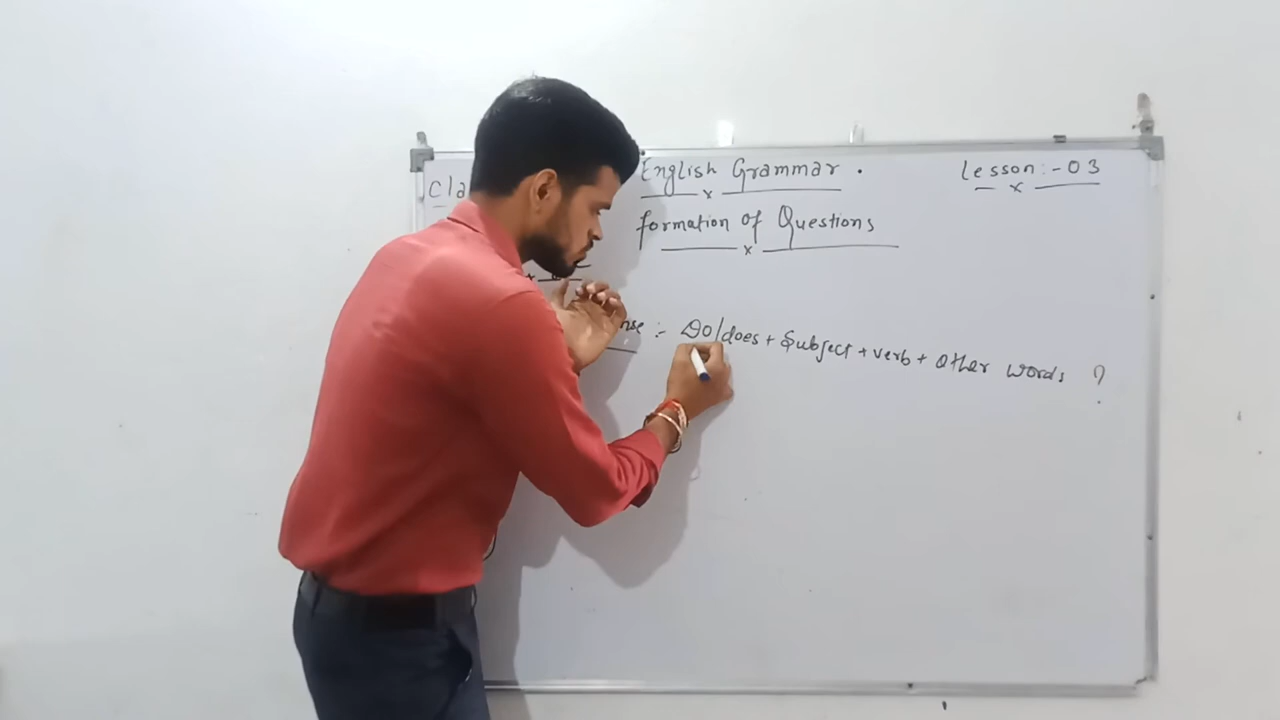 English Grammar . Lesson:-03
formation of Questions
:- Do/does + Subject + verb + Other words ?